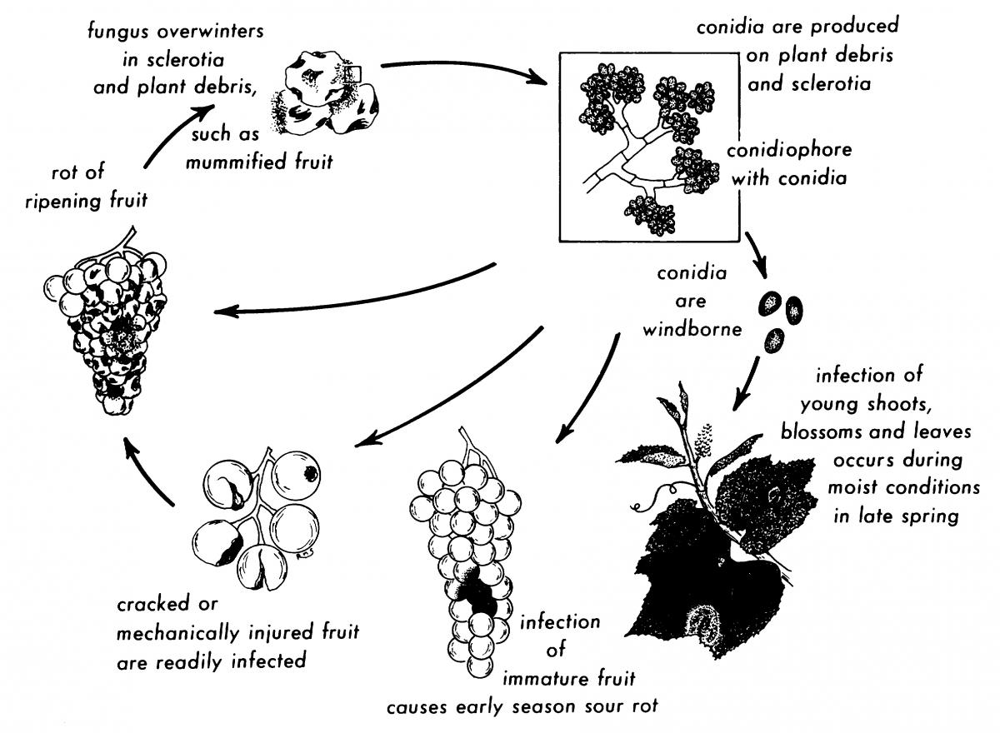 fungus overwinters
in sclerotia
and plant debris,
such as
mummified fruit
conidia are produced
on plant debris
and sclerotia
conidiophore
with conidia
rot of
ripening fruit
conidia
are
windborne
infection of
young shoots,
blossoms and leaves
occurs during
moist conditions
in late spring
cracked or
mechanically injured fruit
are readily infected
infection
of
immature fruit
causes early season sour rot